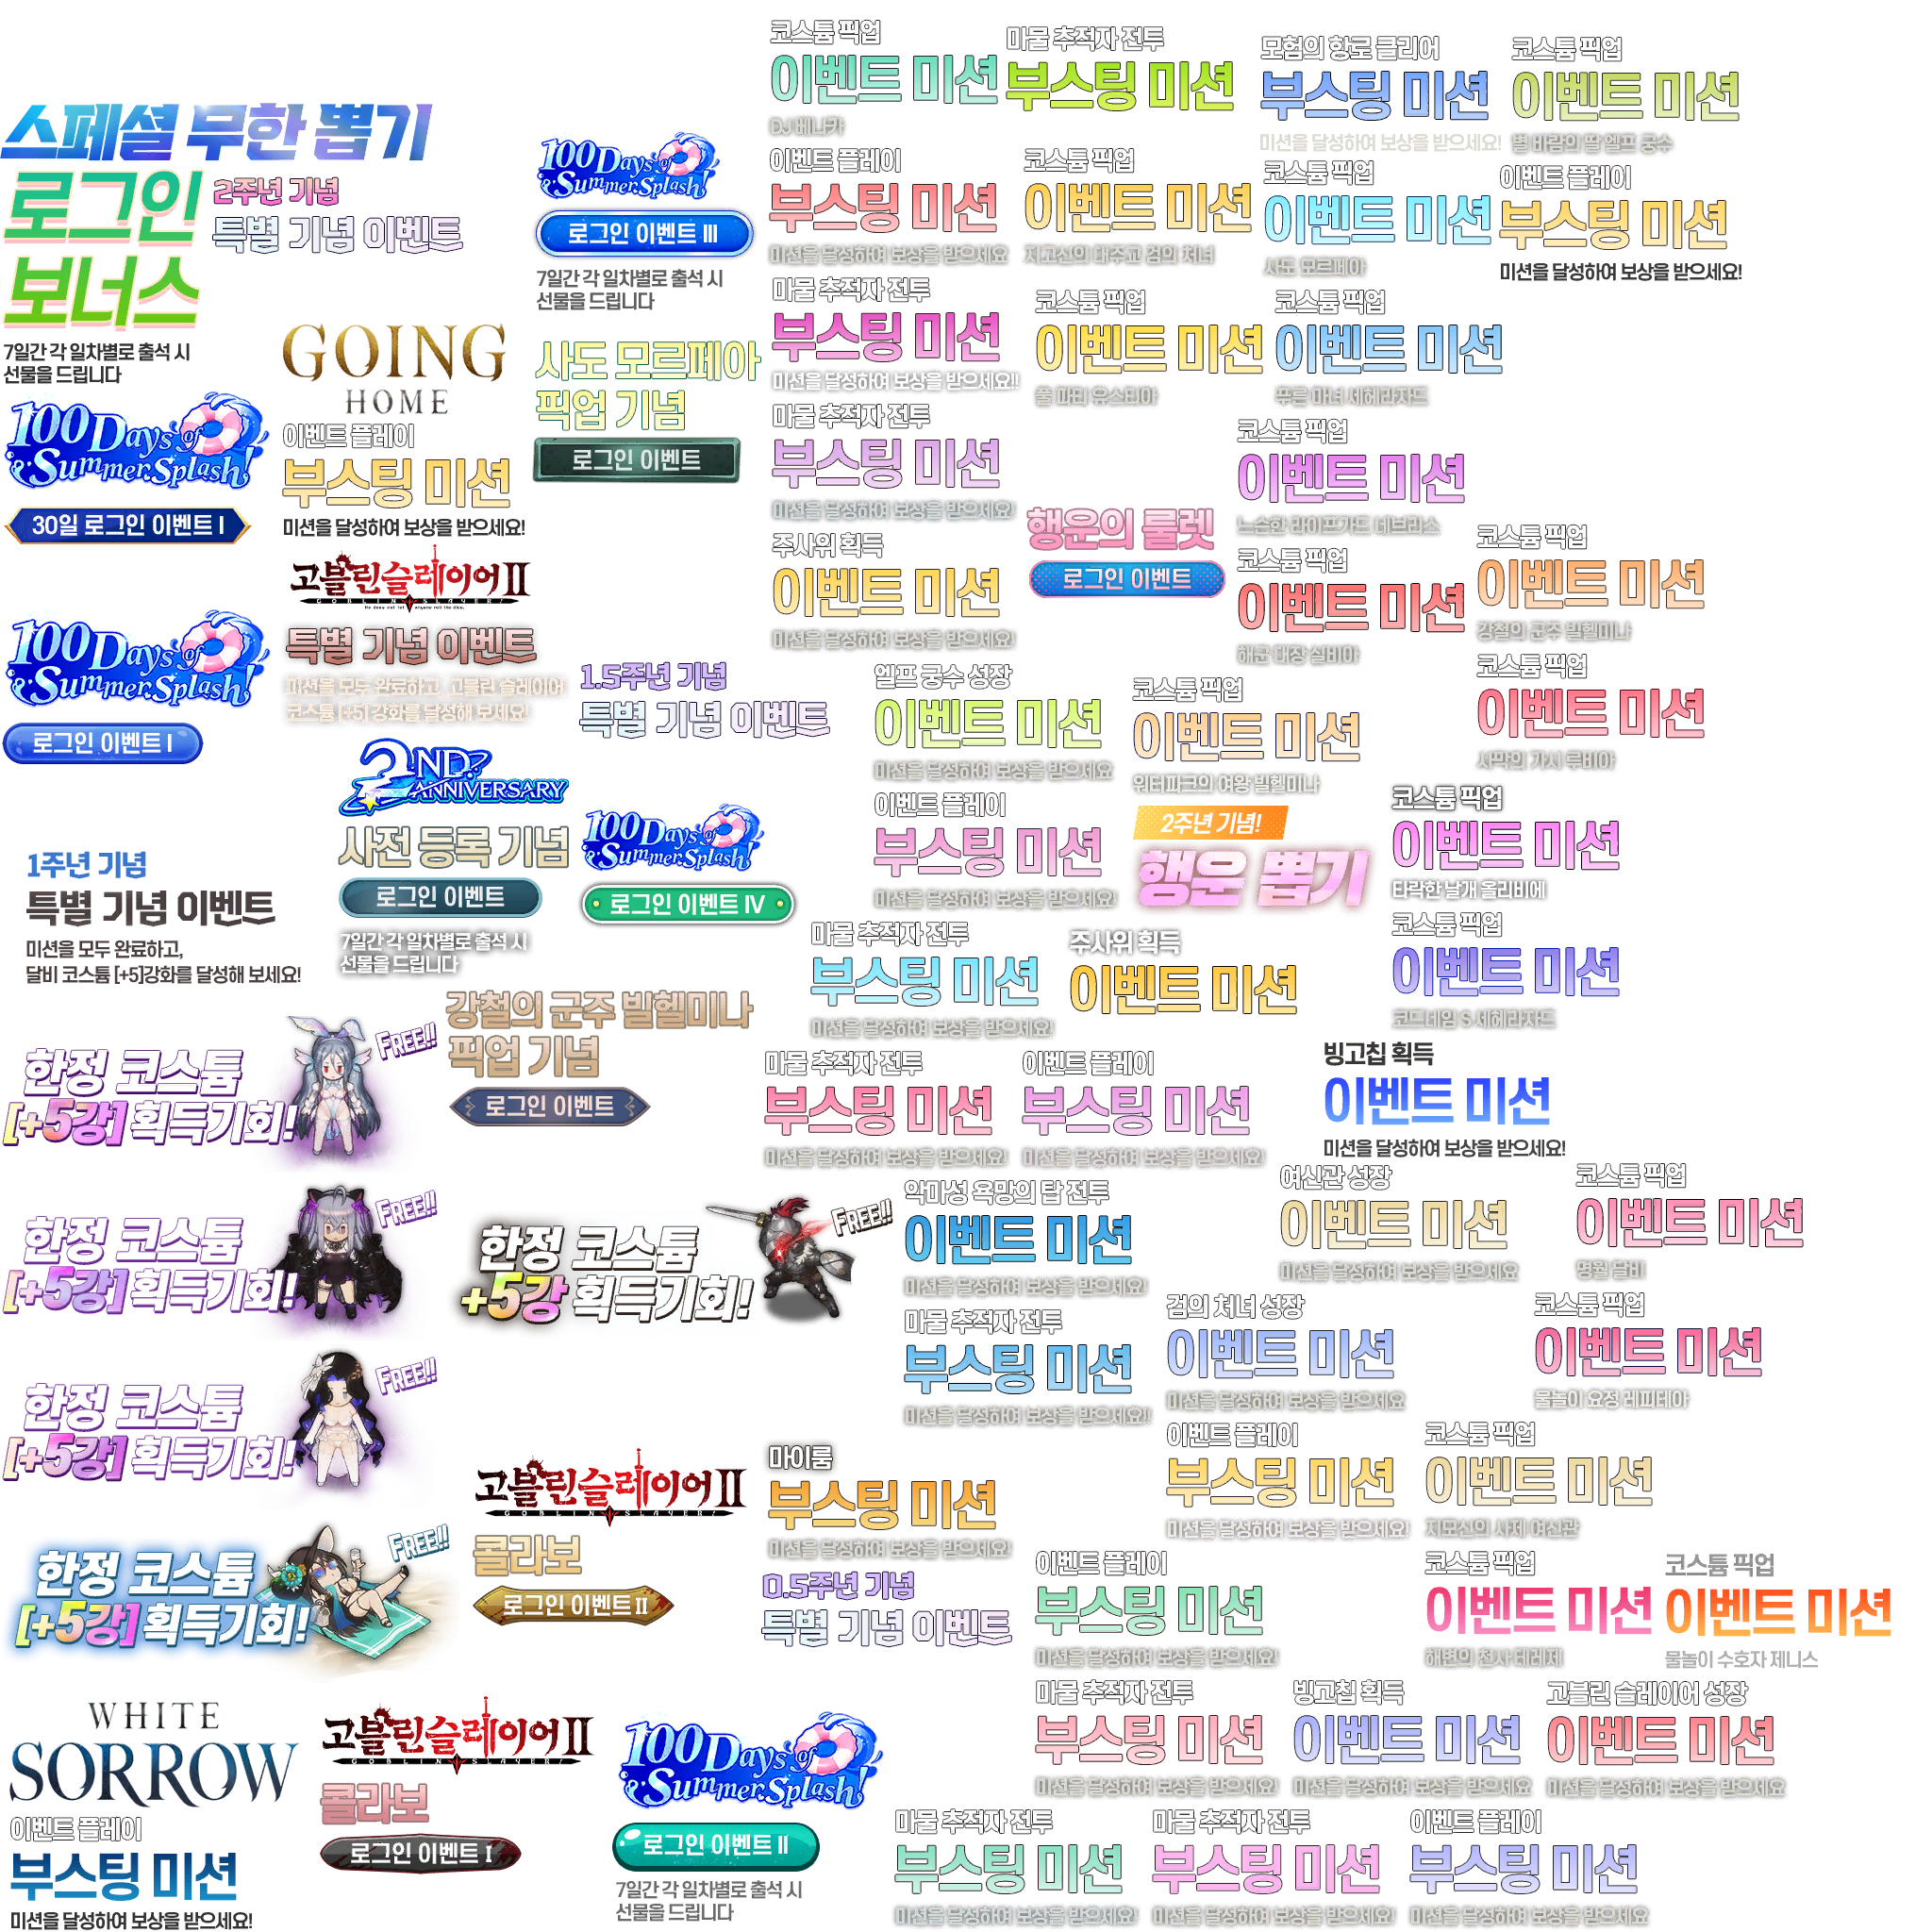 스페셜 무한 뽑기
로그인
보너스
7일간 각 일차별로 출석 시
선물을 드립니다
2주년 기념
특별 기념 이벤트
100 Days of
Summer Splash!
로그인 이벤트 III
7일간 각 일차별로 출석 시
선물을 드립니다
GOING
HOME
이벤트 플레이
부스팅 미션
미션을 달성하여 보상을 받으세요!
사도 모르페아
픽업 기념
로그인 이벤트
100 Days of
Summer Splash!
30일 로그인 이벤트 I
고블린슬레이어 II
GOBLIN SLAYER!
특별 기념 이벤트
미션을 모두 완료하고, 고블린 슬레이어
코스튬 [+5] 강화를 달성해 보세요!
100 Days of
Summer Splash!
로그인 이벤트 I
1.5주년 기념
특별 기념 이벤트
2ND
ANNIVERSARY
사전 등록 기념
로그인 이벤트
7일간 각 일차별로 출석 시
선물을 드립니다
100 Days of
Summer Splash!
로그인 이벤트 IV
1주년 기념
특별 기념 이벤트
미션을 모두 완료하고,
달비 코스튬 [+5]강화를 달성해 보세요!
강철의 군주 빌헬미나
픽업 기념
로그인 이벤트
한정 코스튬
[+5강] 획득기회!
FREE!!
한정 코스튬
[+5강] 획득기회!
FREE!!
한정 코스튬
+5강 획득기회!
FREE!!
한정 코스튬
[+5강] 획득기회!
FREE!!
한정 코스튬
[+5강] 획득기회!
FREE!!
고블린슬레이어 II
GOBLIN SLAYER!
콜라보
로그인 이벤트 II
WHITE
SORROW
이벤트 플레이
부스팅 미션
미션을 달성하여 보상을 받으세요!
고블린슬레이어 II
GOBLIN SLAYER!
콜라보
로그인 이벤트 I
100 Days of
Summer Splash!
로그인 이벤트 II
7일간 각 일차별로 출석 시
선물을 드립니다
코스튬 픽업
이벤트 미션
DJ 베니카
마물 추적자 전투
부스팅 미션
모험의 항로 클리어
부스팅 미션
미션을 달성하여 보상을 받으세요!
코스튬 픽업
이벤트 미션
별 바람의 딸 엘프 궁수
이벤트 플레이
부스팅 미션
미션을 달성하여 보상을 받으세요
코스튬 픽업
이벤트 미션
지고신의 대주교 검의 처녀
코스튬 픽업
이벤트 미션
사도 모르페아
이벤트 플레이
부스팅 미션
미션을 달성하여 보상을 받으세요!
마물 추적자 전투
부스팅 미션
미션을 달성하여 보상을 받으세요!!
코스튬 픽업
이벤트 미션
풀 파티 유스티아
코스튬 픽업
이벤트 미션
푸른 마녀 세헤라자드
마물 추적자 전투
부스팅 미션
미션을 달성하여 보상을 받으세요!
코스튬 픽업
이벤트 미션
느슨한 라이프가드 네브리스
행운의 룰렛
로그인 이벤트
주사위 획득
이벤트 미션
미션을 달성하여 보상을 받으세요!
코스튬 픽업
이벤트 미션
해군 대장 실비아
코스튬 픽업
이벤트 미션
강철의 군주 빌헬미나
엘프 궁수 성장
이벤트 미션
미션을 달성하여 보상을 받으세요
코스튬 픽업
이벤트 미션
워터파크의 여왕 빌헬미나
코스튬 픽업
이벤트 미션
사막의 가시 루비아
이벤트 플레이
부스팅 미션
미션을 달성하여 보상을 받으세요!
2주년 기념!
행운 뽑기
코스튬 픽업
이벤트 미션
타락한 날개 올리비에
마물 추적자 전투
부스팅 미션
미션을 달성하여 보상을 받으세요!
주사위 획득
이벤트 미션
코스튬 픽업
이벤트 미션
코드네임 S 세헤라자드
마물 추적자 전투
부스팅 미션
미션을 달성하여 보상을 받으세요!
이벤트 플레이
부스팅 미션
미션을 달성하여 보상을 받으세요!
빙고칩 획득
이벤트 미션
미션을 달성하여 보상을 받으세요!
악마성 욕망의 탑 전투
이벤트 미션
미션을 달성하여 보상을 받으세요!
여신관 성장
이벤트 미션
미션을 달성하여 보상을 받으세요
코스튬 픽업
이벤트 미션
명월 달비
마물 추적자 전투
부스팅 미션
미션을 달성하여 보상을 받으세요!!
검의 처녀 성장
이벤트 미션
미션을 달성하여 보상을 받으세요
코스튬 픽업
이벤트 미션
물놀이 요정 레피테아
마이룸
부스팅 미션
미션을 달성하여 보상을 받으세요!
이벤트 플레이
부스팅 미션
미션을 달성하여 보상을 받으세요!
코스튬 픽업
이벤트 미션
지모신의 사제 여신관
0.5주년 기념
특별 기념 이벤트
이벤트 플레이
부스팅 미션
미션을 달성하여 보상을 받으세요!
코스튬 픽업
이벤트 미션
해변의 천사 테레제
코스튬 픽업
이벤트 미션
물놀이 수호자 제니스
마물 추적자 전투
부스팅 미션
미션을 달성하여 보상을 받으세요!
빙고칩 획득
이벤트 미션
미션을 달성하여 보상을 받으세요
고블린 슬레이어 성장
이벤트 미션
미션을 달성하여 보상을 받으세요
마물 추적자 전투
부스팅 미션
미션을 달성하여 보상을 받으세요!
마물 추적자 전투
부스팅 미션
미션을 달성하여 보상을 받으세요!
이벤트 플레이
부스팅 미션
미션을 달성하여 보상을 받으세요